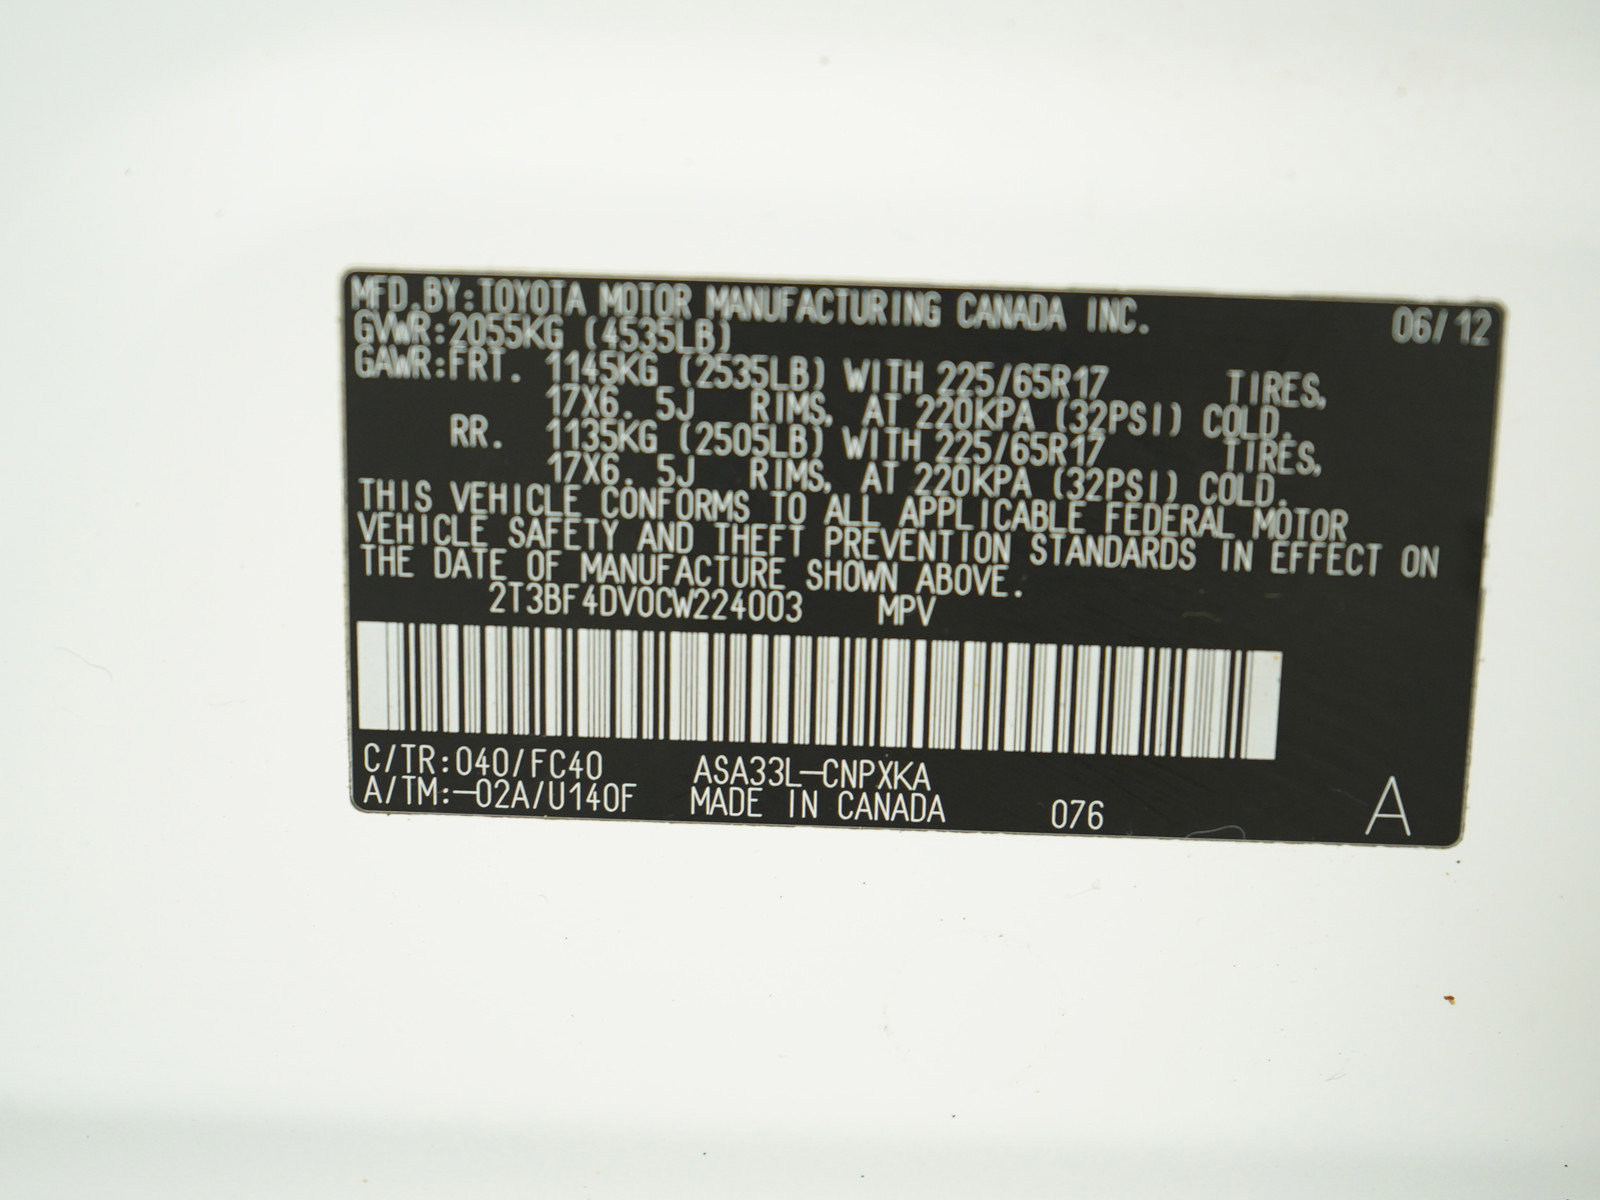 MFD.BY:TOYOTA MOTOR MANUFACTURING CANADA INC. 06/12
GVWR:2055KG (4535LB)
GAWR:FRT. 1145KG (2535LB) WITH 225/65R17 TIRES,
17X6.5J RIMS, AT 220KPA (32PSI) COLD.
RR. 1135KG (2505LB) WITH 225/65R17 TIRES,
17X6.5J RIMS, AT 220KPA (32PSI) COLD.
THIS VEHICLE CONFORMS TO ALL APPLICABLE FEDERAL MOTOR
VEHICLE SAFETY AND THEFT PREVENTION STANDARDS IN EFFECT ON
THE DATE OF MANUFACTURE SHOWN ABOVE.
2T3BF4DV0CW224003 MPV
C/TR:040/FC40 ASA33L-CNPXKA
A/TM:-02A/U140F MADE IN CANADA 076 A